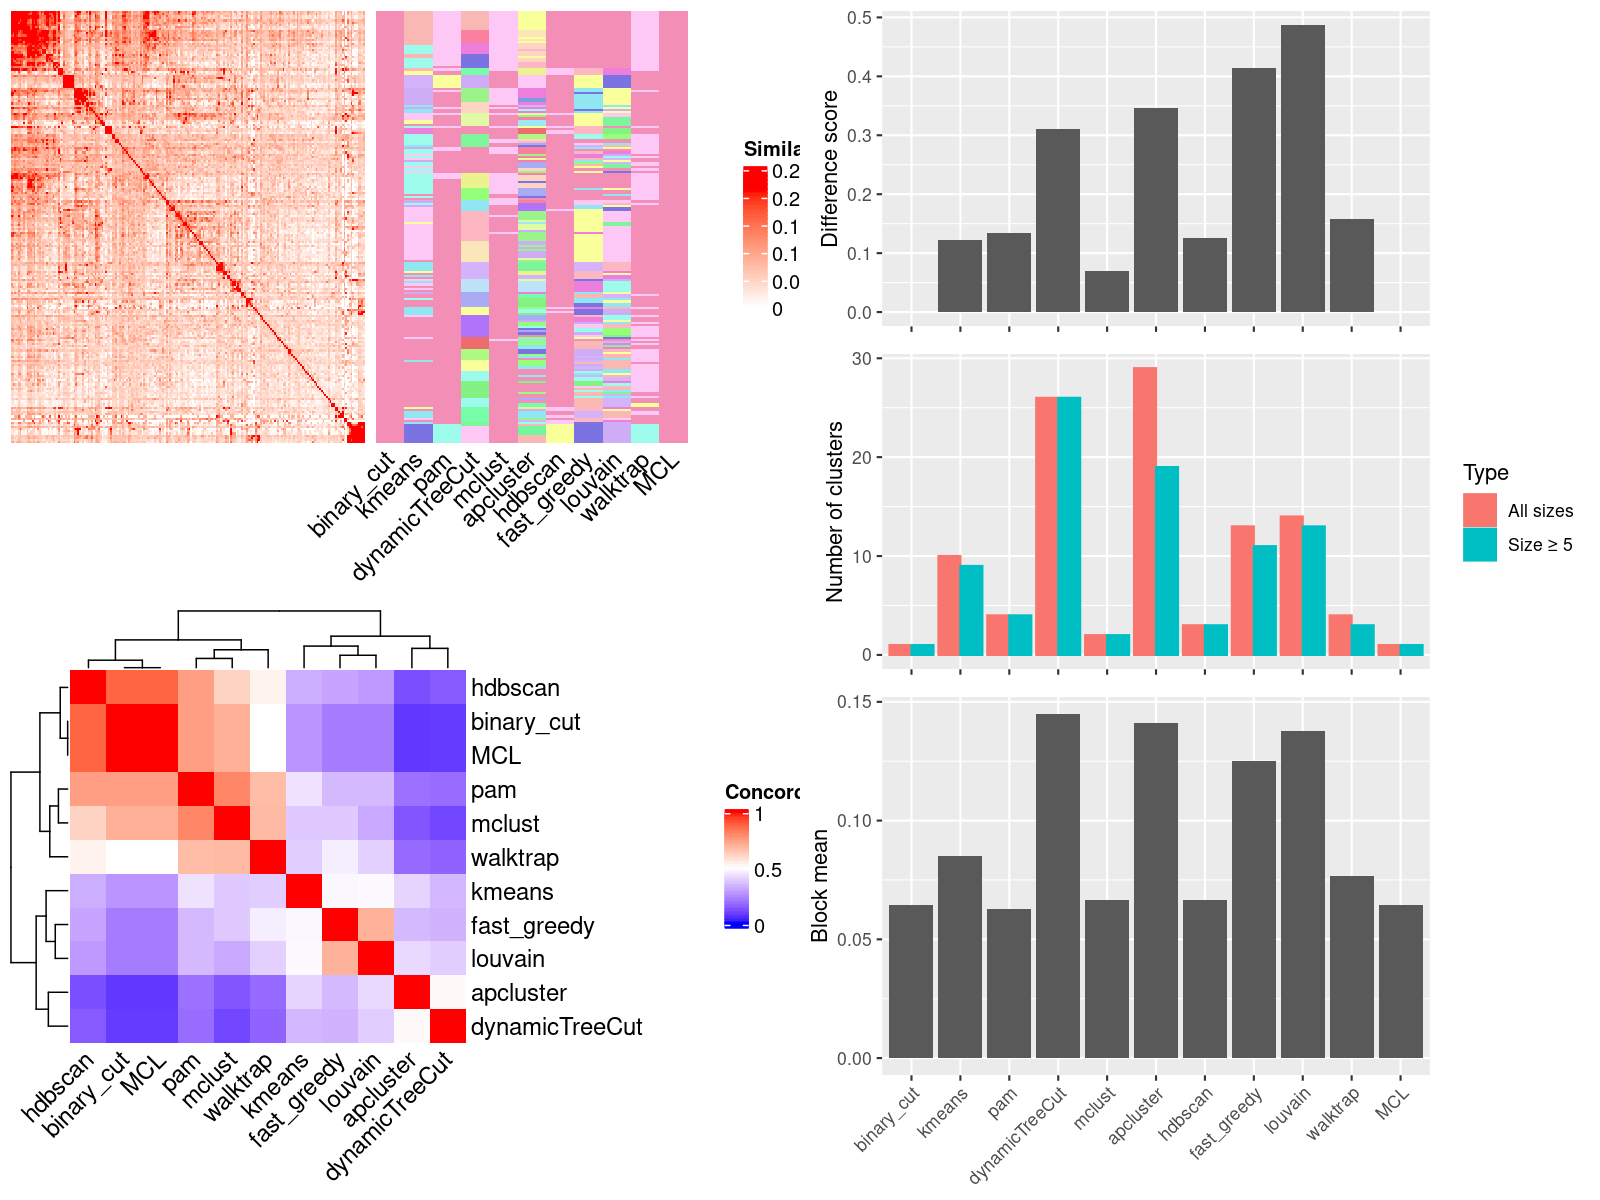 Simila
0.2
0.2
0.1
0.1
0.0
0
binary_cut
kmeans
pam
dynamicTreeCut
mclust
apcluster
hdbscan
fast_greedy
louvain
walktrap
MCL
hdbscan
binary_cut
MCL
pam
mclust
walktrap
kmeans
fast_greedy
louvain
apcluster
dynamicTreeCut
hdbscan
binary_cut
MCL
pam
mclust
walktrap
kmeans
fast_greedy
louvain
apcluster
dynamicTreeCut
Concord
1
0.5
0
Difference score
0.5
0.4
0.3
0.2
0.1
0.0
Number of clusters
30
20
10
0
Type
All sizes
Size ≥ 5
Block mean
0.15
0.10
0.05
0.00
binary_cut
kmeans
pam
dynamicTreeCut
mclust
apcluster
hdbscan
fast_greedy
louvain
walktrap
MCL